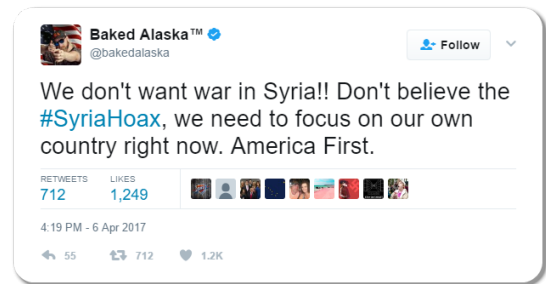 Baked Alaska™
@bakedalaska
Follow
We don't want war in Syria!! Don't believe the
#SyriaHoax, we need to focus on our own
country right now. America First.
RETWEETS LIKES
712 1,249
4:19 PM - 6 Apr 2017
55 712 1.2K